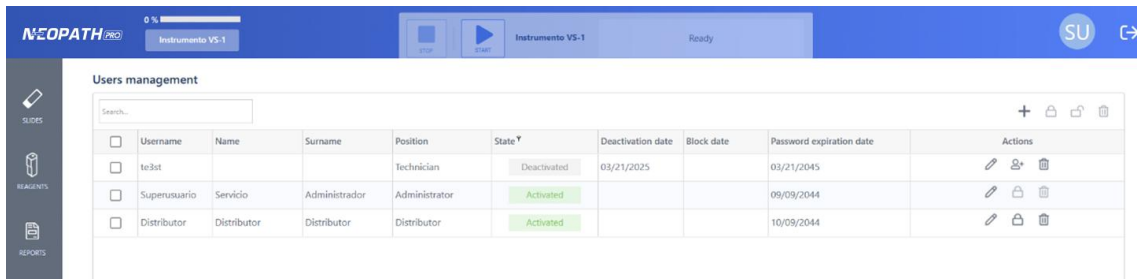 NEOPATH PRO
0 %
Instrumento VS-1
STOP
START
Instrumento VS-1
Ready
SU
SLIDES
REAGENTS
REPORTS
Users management
Search...
Username Name Surname Position State Deactivation date Block date Password expiration date Actions
te3st Technician Deactivated 03/21/2025 03/21/2045
Superusuario Servicio Administrador Administrator Activated 09/09/2044
Distributor Distributor Distributor Distributor Activated 10/09/2044